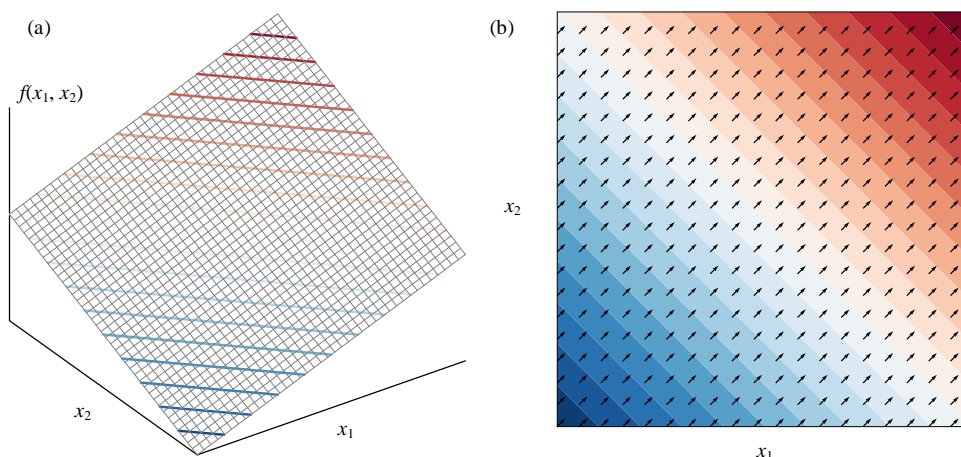 (a)
f(x₁, x₂)
x₂
x₁
(b)
x₂
x₁